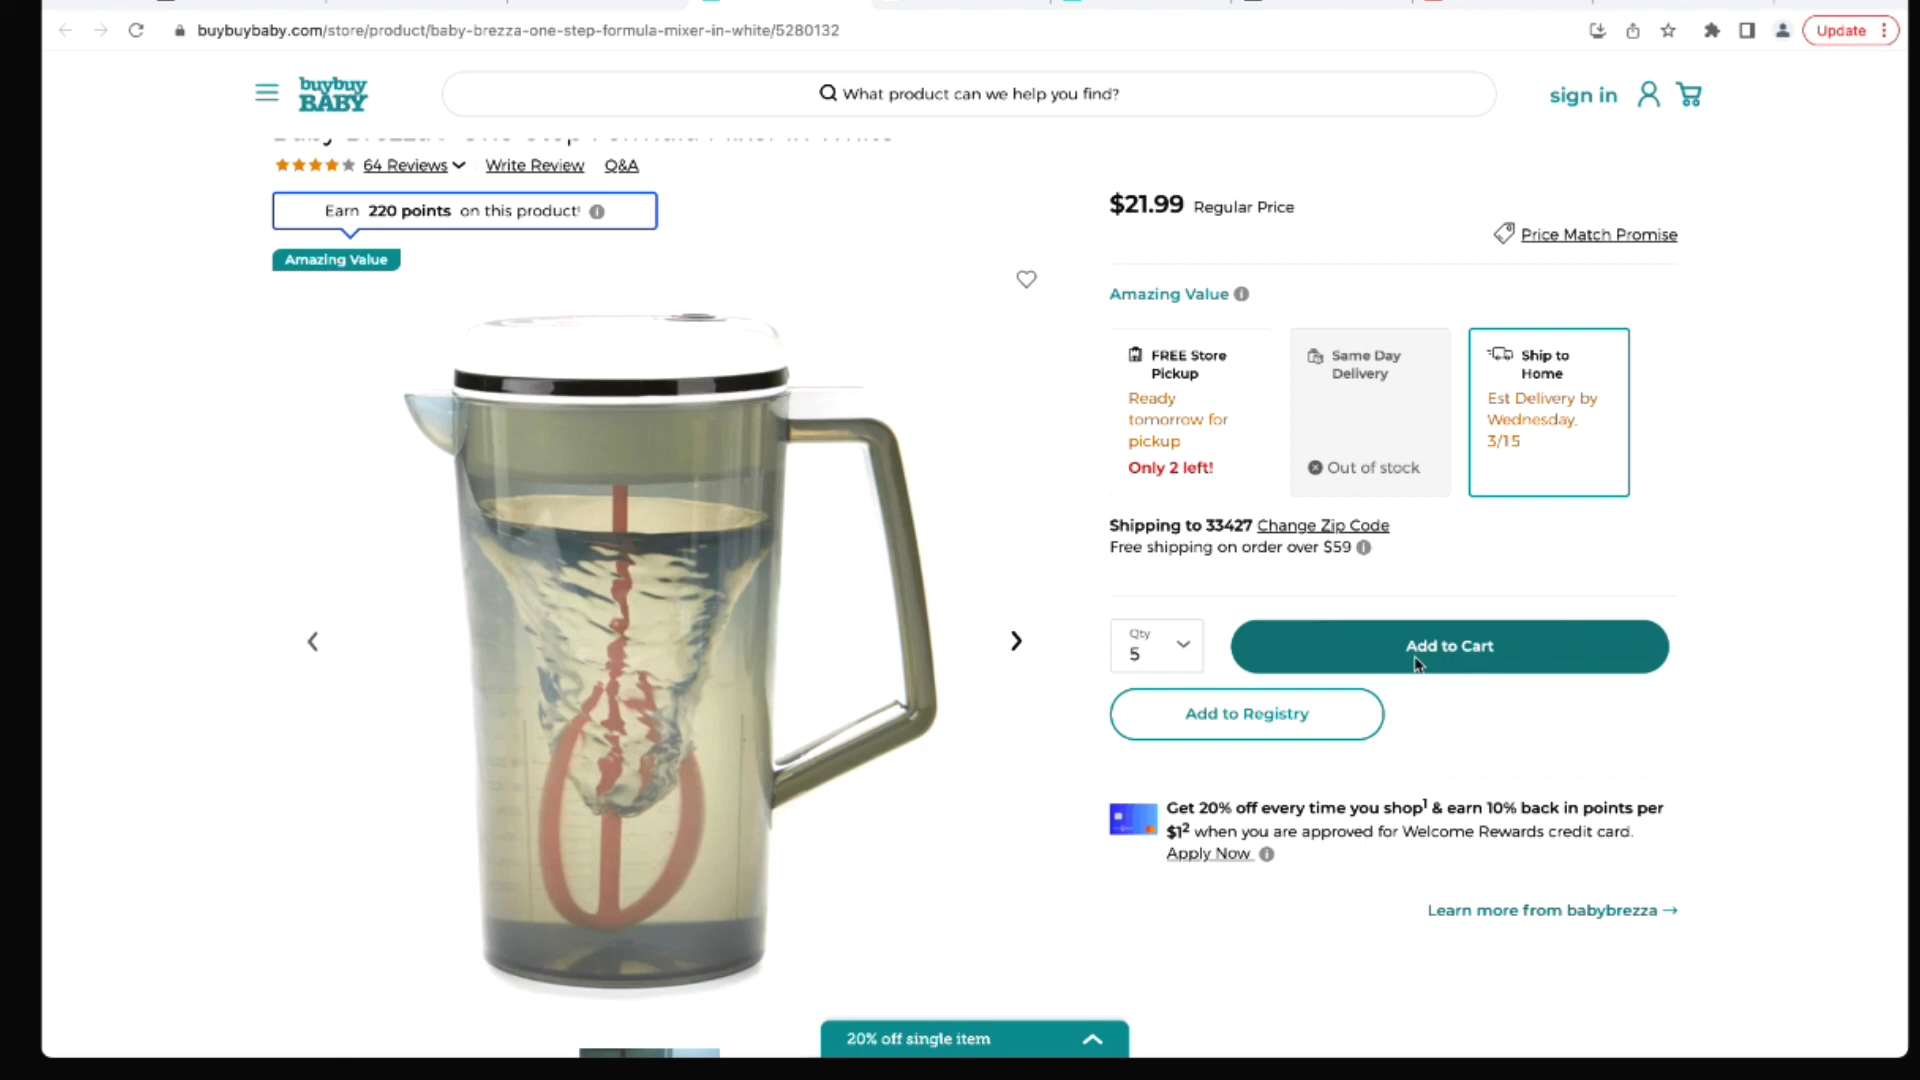 buybuybaby.com/store/product/baby-brezza-one-step-formula-mixer-in-white/5280132
Update
buybuy
BABY
What product can we help you find?
sign in
64 Reviews
Write Review
Q&A
Earn 220 points on this product!
Amazing Value
$21.99 Regular Price
Price Match Promise
Amazing Value
FREE Store
Pickup
Ready
tomorrow for
pickup
Only 2 left!
Same Day
Delivery
Out of stock
Ship to
Home
Est Delivery by
Wednesday,
3/15
Shipping to 33427 Change Zip Code
Free shipping on order over $59
Qty
5
Add to Cart
Add to Registry
Get 20% off every time you shop¹ & earn 10% back in points per
$1² when you are approved for Welcome Rewards credit card.
Apply Now
Learn more from babybrezza →
20% off single item